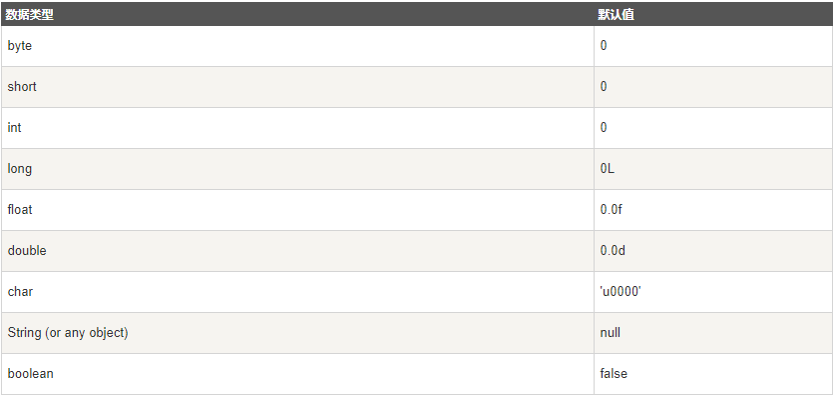 数据类型 默认值
byte 0
short 0
int 0
long 0L
float 0.0f
double 0.0d
char 'u0000'
String (or any object) null
boolean false